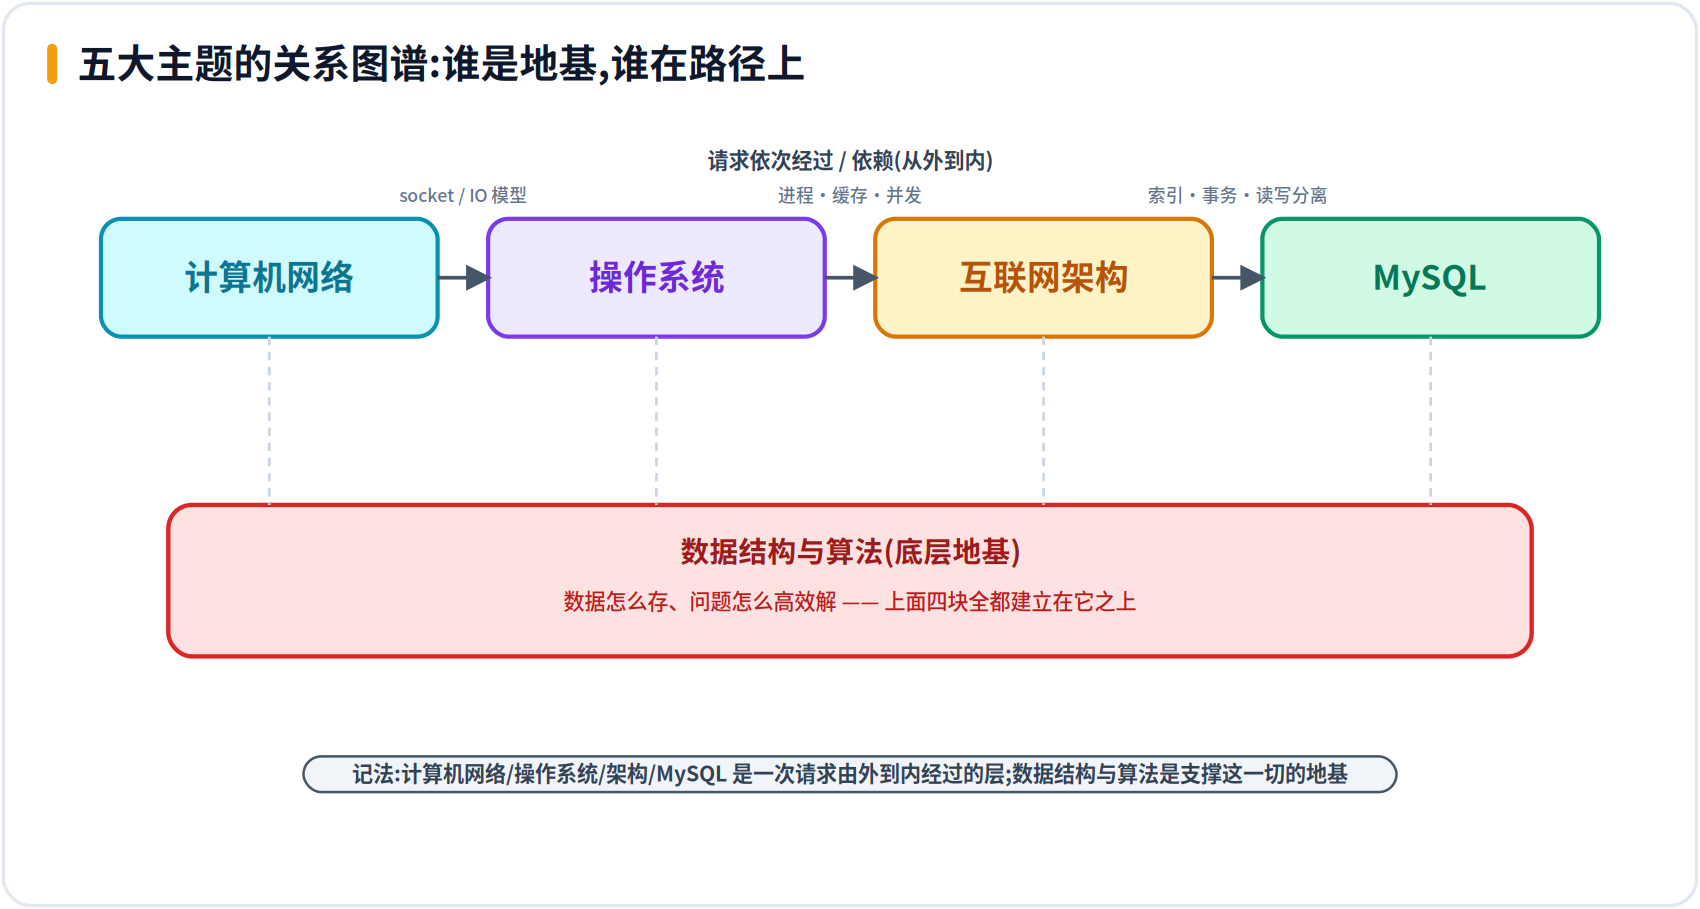 五大主题的关系图谱:谁是地基,谁在路径上
请求依次经过 / 依赖(从外到内)
socket / IO 模型
进程・缓存・并发
索引・事务・读写分离
计算机网络
操作系统
互联网架构
MySQL
数据结构与算法(底层地基)
数据怎么存、问题怎么高效解 —— 上面四块全都建立在它之上
记法:计算机网络/操作系统/架构/MySQL 是一次请求由外到内经过的层;数据结构与算法是支撑这一切的地基